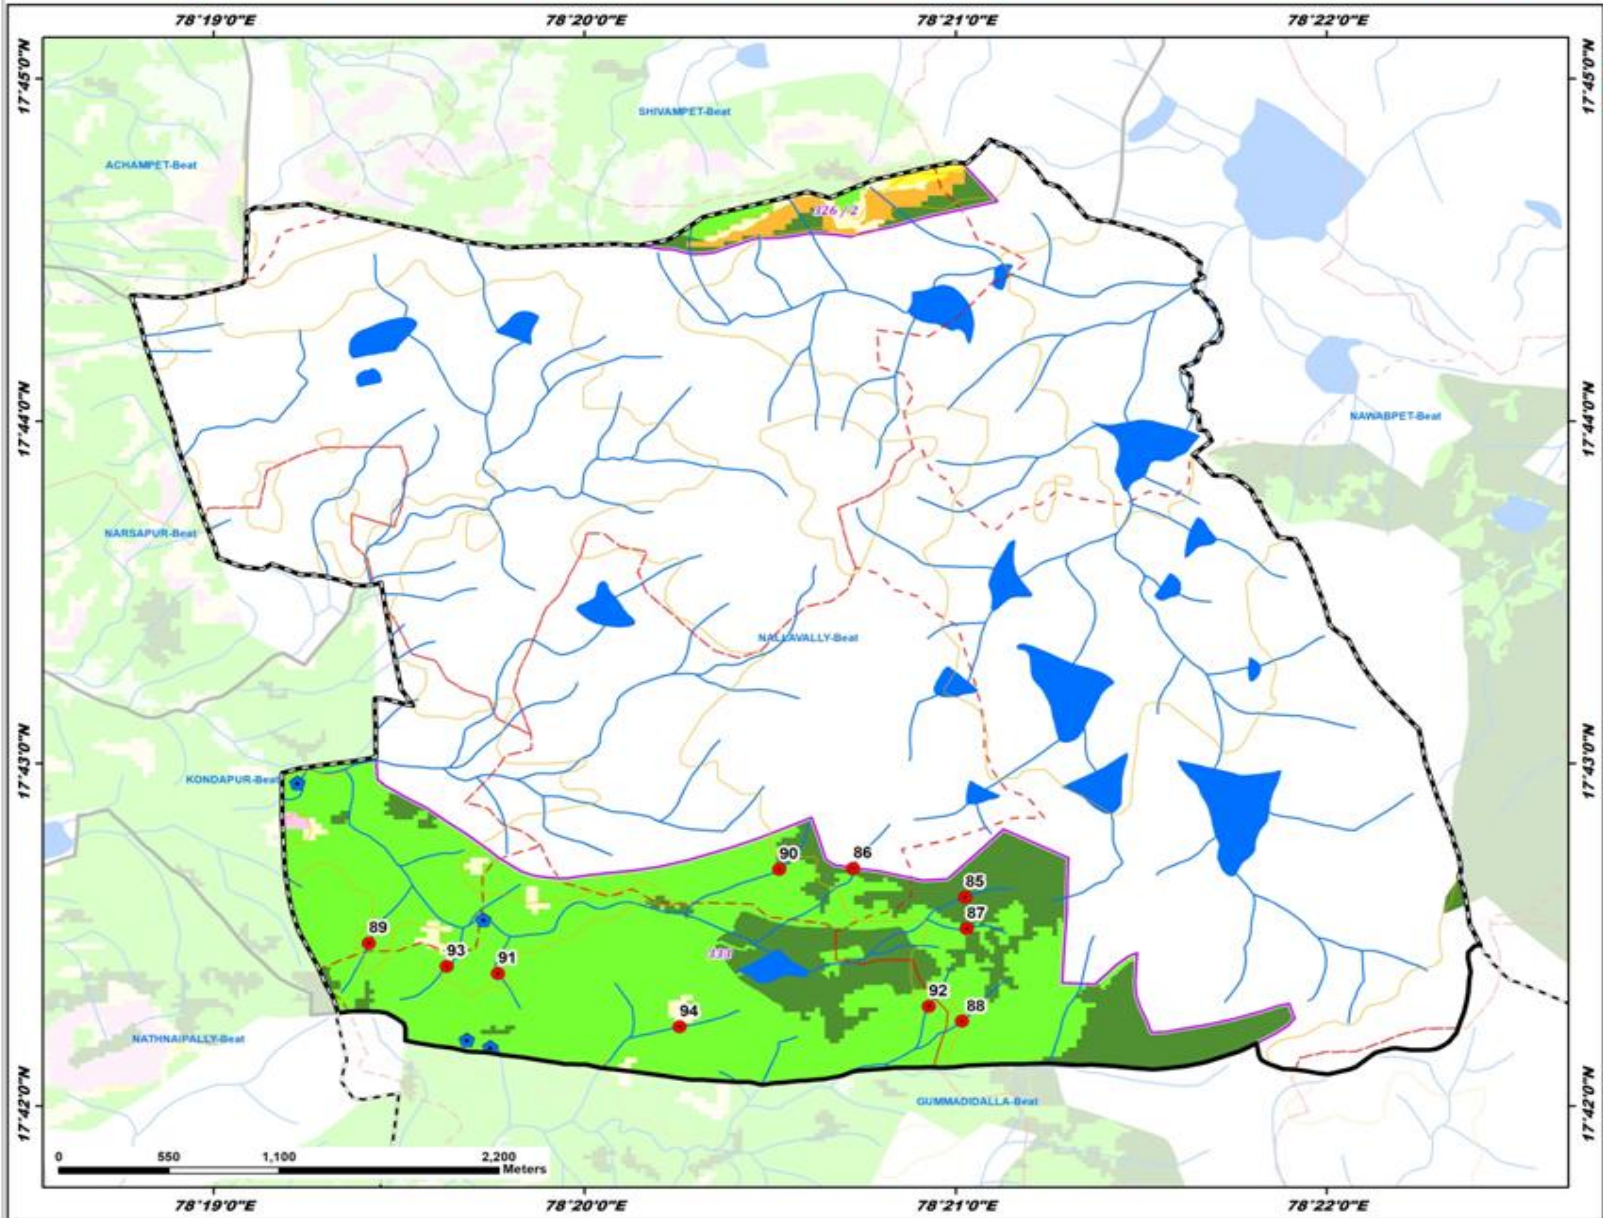 78°19'0"E 78°20'0"E 78°21'0"E 78°22'0"E
17°45'0"N 17°45'0"N
SHIVAMPET-Beat
ACHAMPET-Beat
326 / 2
17°44'0"N NAWABPET-Beat 17°44'0"N
NARSAPUR-Beat
NALLAVALLY-Beat
17°43'0"N 17°43'0"N
KONDAPUR-Beat
90 86
85
87
89
93 91
333
92
94 88
NATHNAIPALLY-Beat
GUMMADIDALLA-Beat
17°42'0"N 17°42'0"N
0 550 1,100 2,200
Meters
78°19'0"E 78°20'0"E 78°21'0"E 78°22'0"E